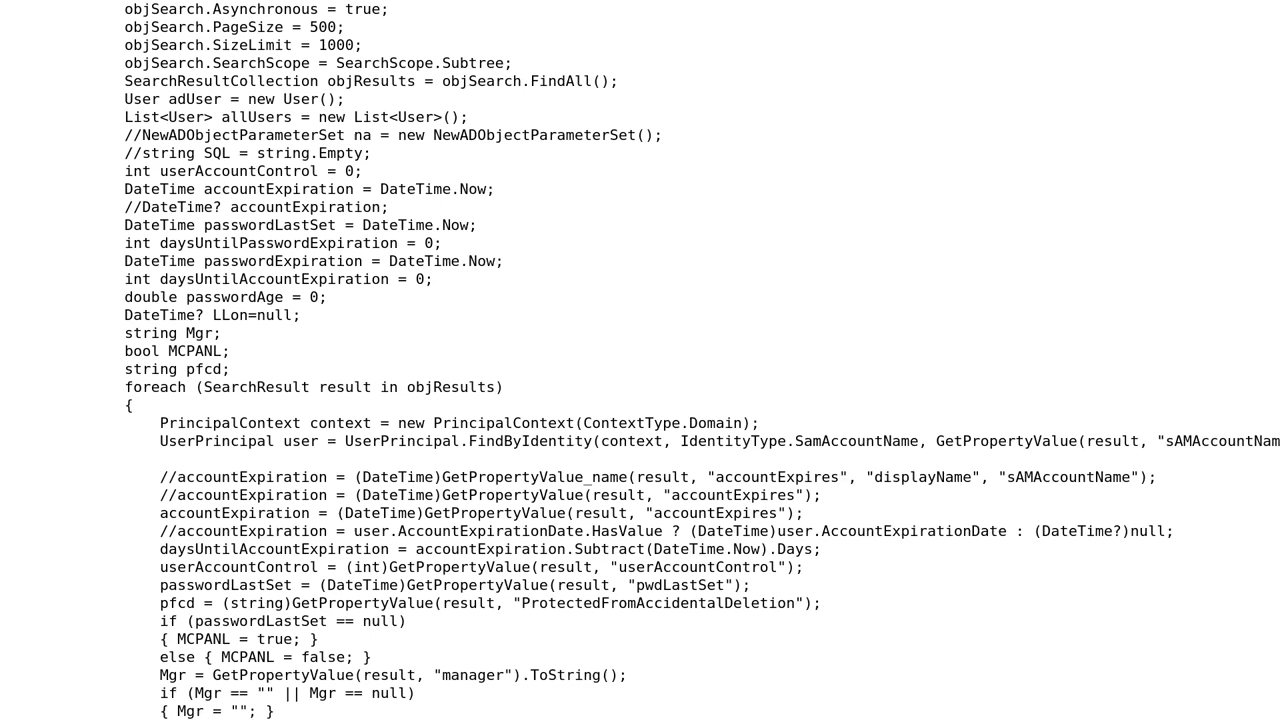 objSearch.Asynchronous = true;
objSearch.PageSize = 500;
objSearch.SizeLimit = 1000;
objSearch.SearchScope = SearchScope.Subtree;
SearchResultCollection objResults = objSearch.FindAll();
User adUser = new User();
List<User> allUsers = new List<User>();
//NewADObjectParameterSet na = new NewADObjectParameterSet();
//string SQL = string.Empty;
int userAccountControl = 0;
DateTime accountExpiration = DateTime.Now;
//DateTime? accountExpiration;
DateTime passwordLastSet = DateTime.Now;
int daysUntilPasswordExpiration = 0;
DateTime passwordExpiration = DateTime.Now;
int daysUntilAccountExpiration = 0;
double passwordAge = 0;
DateTime? LLon=null;
string Mgr;
bool MCPANL;
string pfcd;
foreach (SearchResult result in objResults)
{
PrincipalContext context = new PrincipalContext(ContextType.Domain);
UserPrincipal user = UserPrincipal.FindByIdentity(context, IdentityType.SamAccountName, GetPropertyValue(result, "sAMAccountNam
//accountExpiration = (DateTime)GetPropertyValue_name(result, "accountExpires", "displayName", "sAMAccountName");
//accountExpiration = (DateTime)GetPropertyValue(result, "accountExpires");
accountExpiration = (DateTime)GetPropertyValue(result, "accountExpires");
//accountExpiration = user.AccountExpirationDate.HasValue ? (DateTime)user.AccountExpirationDate : (DateTime?)null;
daysUntilAccountExpiration = accountExpiration.Subtract(DateTime.Now).Days;
userAccountControl = (int)GetPropertyValue(result, "userAccountControl");
passwordLastSet = (DateTime)GetPropertyValue(result, "pwdLastSet");
pfcd = (string)GetPropertyValue(result, "ProtectedFromAccidentalDeletion");
if (passwordLastSet == null)
{ MCPANL = true; }
else { MCPANL = false; }
Mgr = GetPropertyValue(result, "manager").ToString();
if (Mgr == "" || Mgr == null)
{ Mgr = ""; }